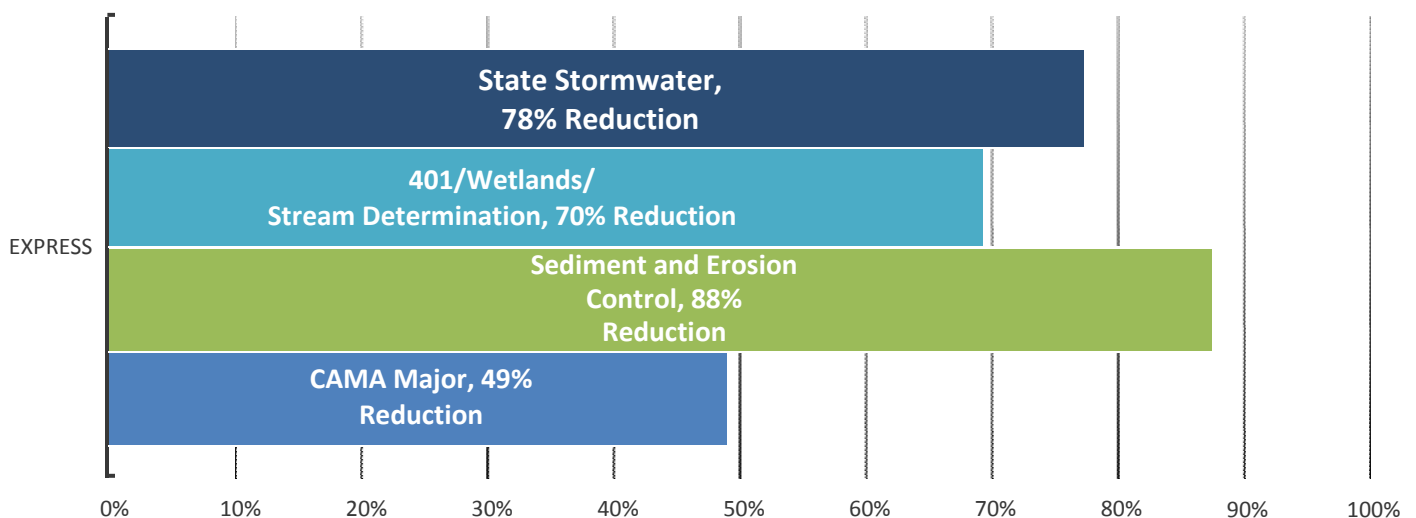 State Stormwater,
78% Reduction
401/Wetlands/
Stream Determination, 70% Reduction
EXPRESS
Sediment and Erosion
Control, 88%
Reduction
CAMA Major, 49%
Reduction
0% 10% 20% 30% 40% 50% 60% 70% 80% 90% 100%